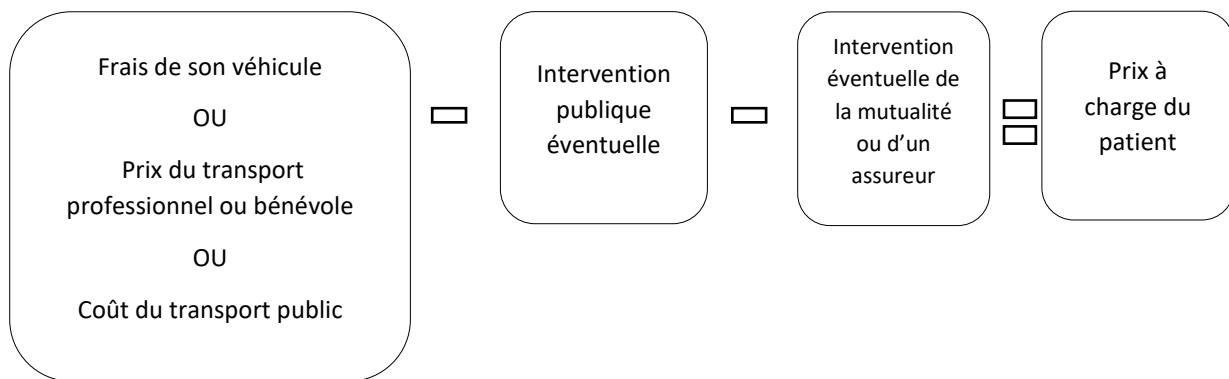 Frais de son véhicule
OU
Prix du transport
professionnel ou bénévole
OU
Coût du transport public
Intervention
publique
éventuelle
Intervention
éventuelle de
la mutualité
ou d’un
assureur
Prix à
charge du
patient